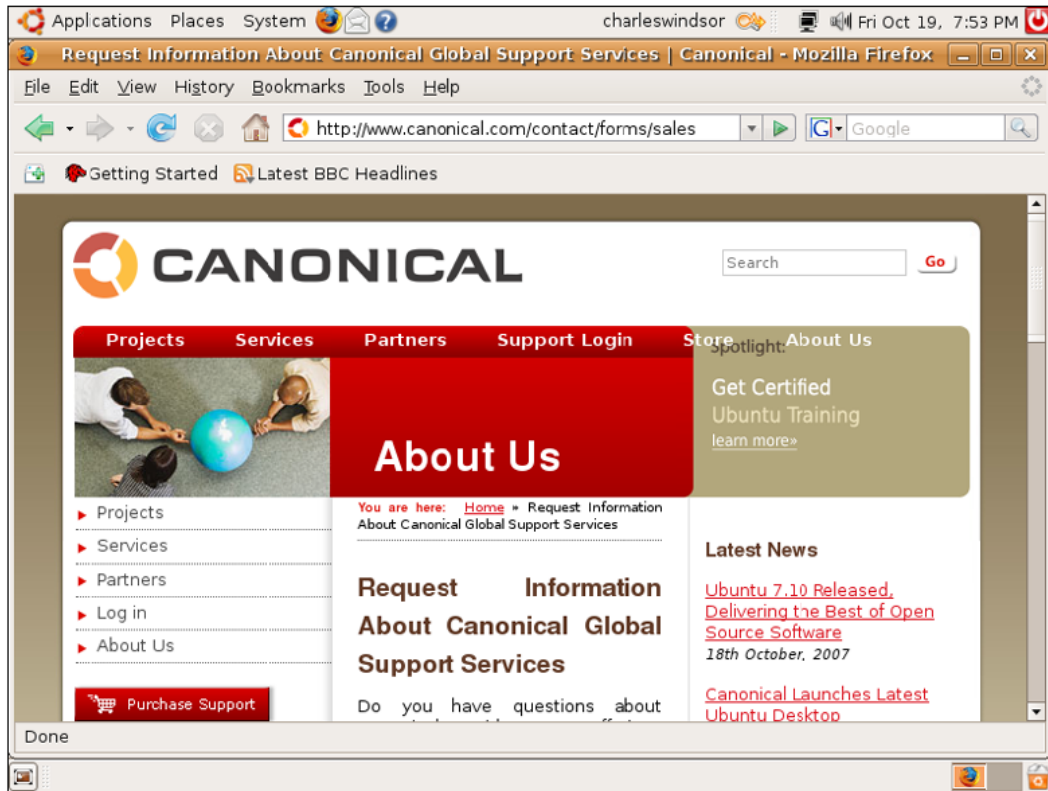 Applications Places System charleswindsor Fri Oct 19, 7:53 PM
Request Information About Canonical Global Support Services | Canonical - Mozilla Firefox
File Edit View History Bookmarks Tools Help
http://www.canonical.com/contact/forms/sales G Google
Getting Started Latest BBC Headlines
CANONICAL
Search Go
Projects Services Partners Support Login Store About Us
Spotlight:
Get Certified
Ubuntu Training
learn more»
About Us
Projects
Services
Partners
Log in
About Us
Purchase Support
You are here: Home » Request Information
About Canonical Global Support Services
Request Information
About Canonical Global
Support Services
Do you have questions about
Latest News
Ubuntu 7.10 Released,
Delivering the Best of Open
Source Software
18th October, 2007
Canonical Launches Latest
Ubuntu Desktop
Done